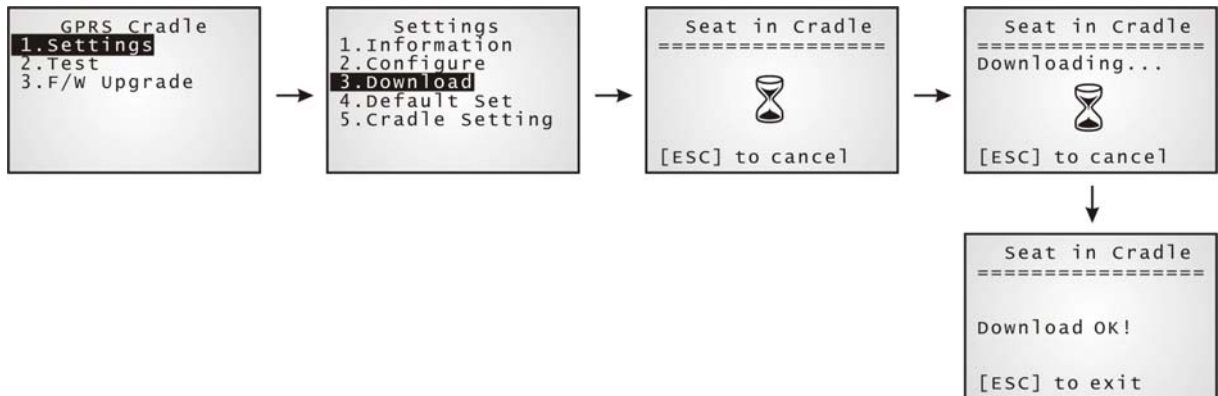 GPRS Cradle
1.Settings
2.Test
3.F/W Upgrade
Settings
1.Information
2.Configure
3.Download
4.Default Set
5.Cradle Setting
Seat in Cradle
=================
[ESC] to cancel
Seat in Cradle
=================
Downloading...
[ESC] to cancel
Seat in Cradle
=================
Download OK!
[ESC] to exit